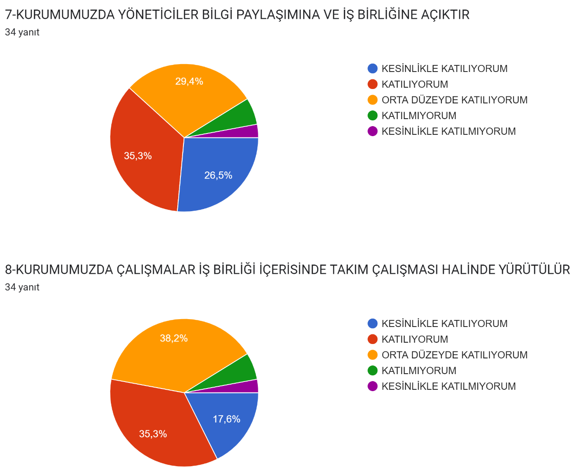 7-KURUMUMUZDA YÖNETİCİLER BİLGİ PAYLAŞIMINA VE İŞ BİRLİĞİNE AÇIKTIR
34 yanıt
29,4%
35,3%
26,5%
KESİNLİKLE KATILIYORUM
KATILIYORUM
ORTA DÜZEYDE KATILIYORUM
KATILMIYORUM
KESİNLİKLE KATILMIYORUM
8-KURUMUMUZDA ÇALIŞMALAR İŞ BİRLİĞİ İÇERİSİNDE TAKIM ÇALIŞMASI HALİNDE YÜRÜTÜLÜR
34 yanıt
38,2%
35,3%
17,6%
KESİNLİKLE KATILIYORUM
KATILIYORUM
ORTA DÜZEYDE KATILIYORUM
KATILMIYORUM
KESİNLİKLE KATILMIYORUM